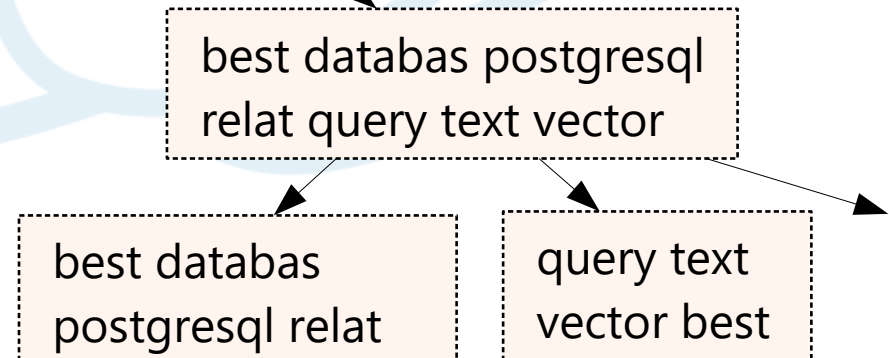 best databas postgresql
relat query text vector
best databas
postgresql relat
query text
vector best